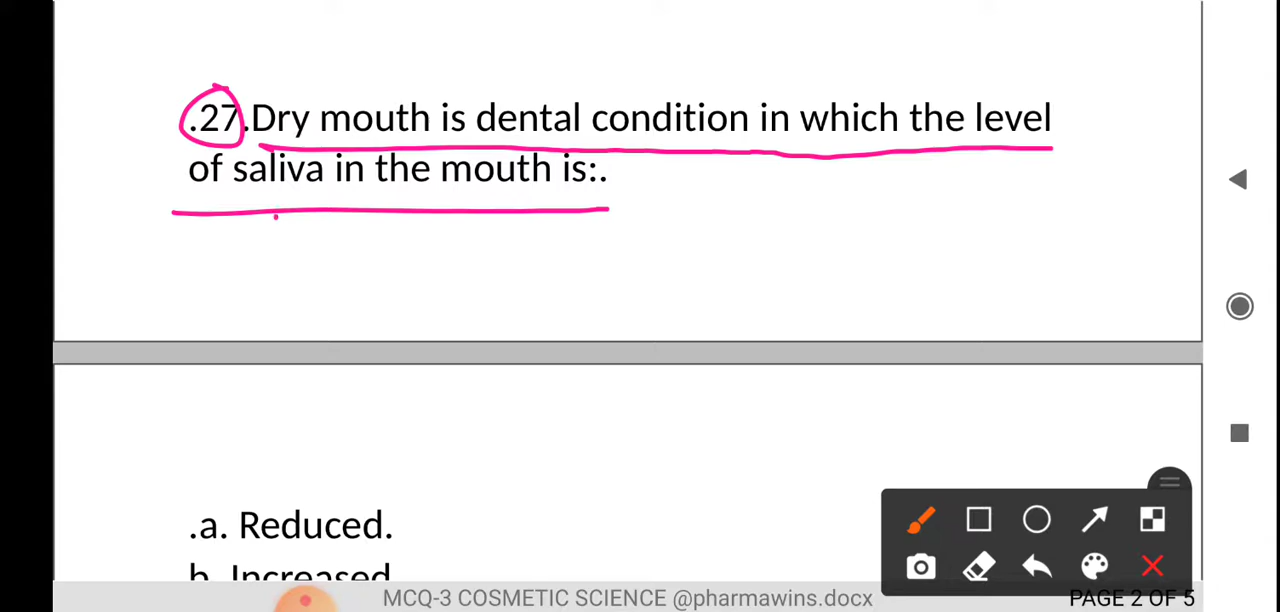 .27.Dry mouth is dental condition in which the level
of saliva in the mouth is:.
.a. Reduced.
b. Increased
MCQ-3 COSMETIC SCIENCE @pharmawins.docx PAGE 2 OF 5